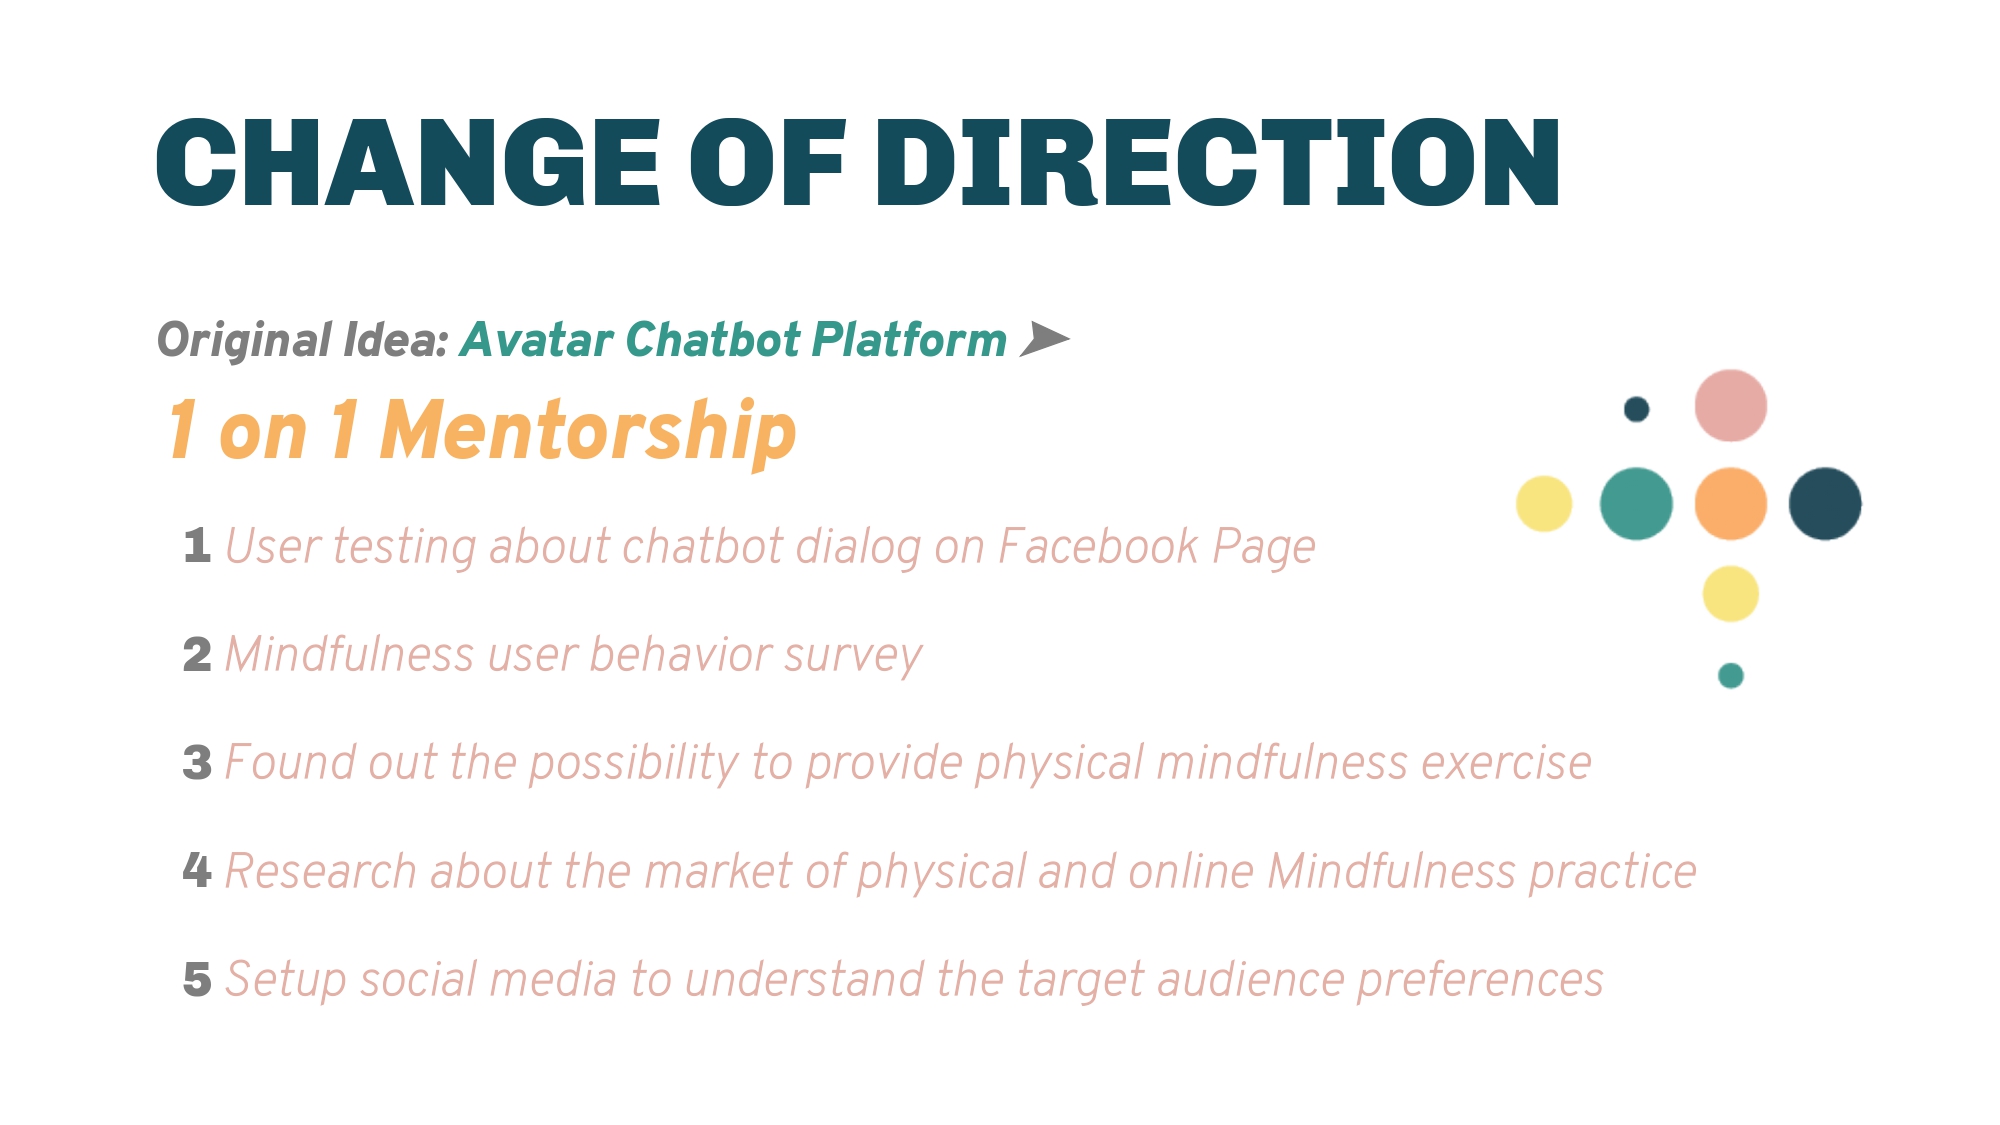 CHANGE OF DIRECTION
Original Idea: Avatar Chatbot Platform ➤
1 on 1 Mentorship
1 User testing about chatbot dialog on Facebook Page
2 Mindfulness user behavior survey
3 Found out the possibility to provide physical mindfulness exercise
4 Research about the market of physical and online Mindfulness practice
5 Setup social media to understand the target audience preferences